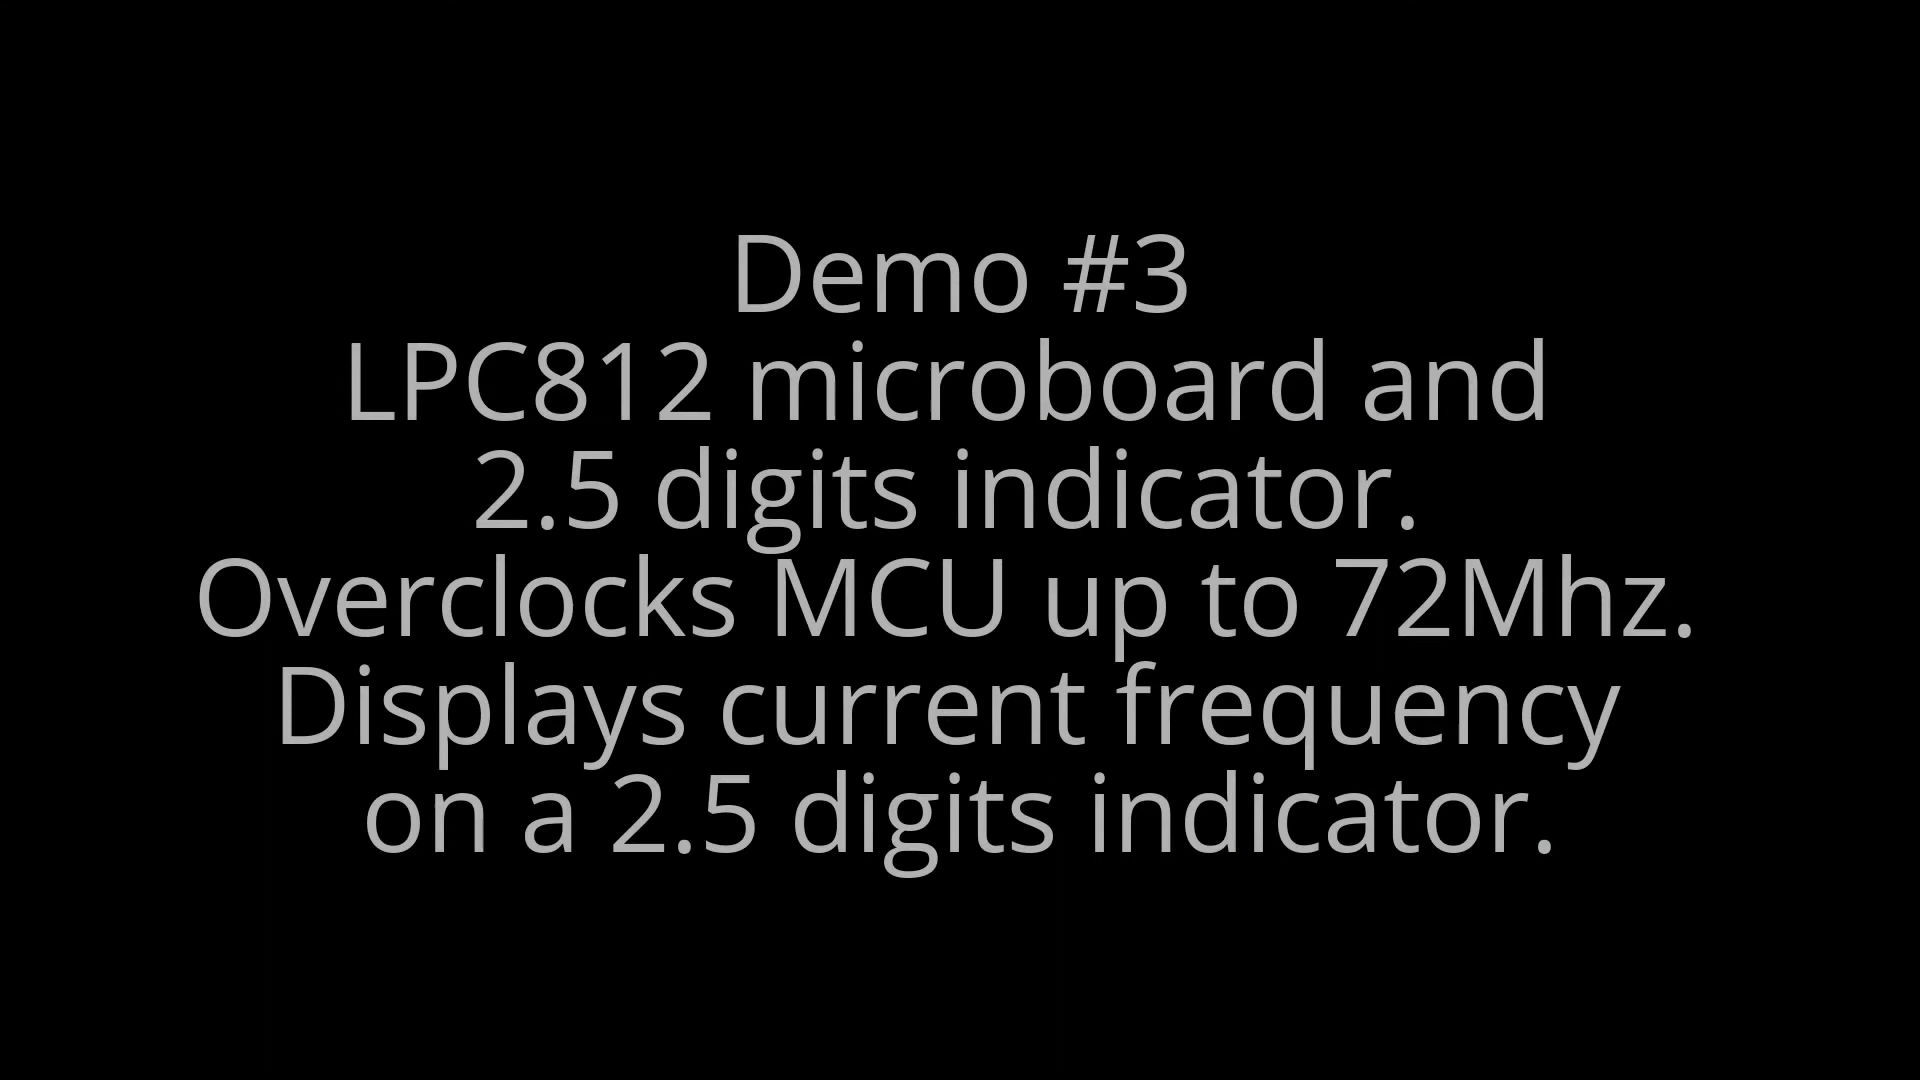 Demo #3
LPC812 microboard and
2.5 digits indicator.
Overclocks MCU up to 72Mhz.
Displays current frequency
on a 2.5 digits indicator.